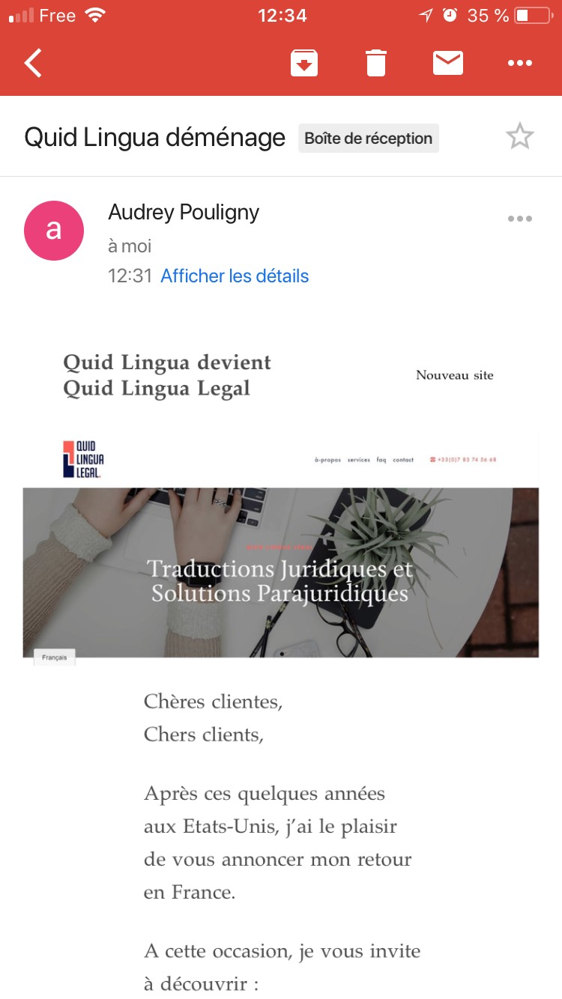 Free
12:34
35 %
Quid Lingua déménage
Boîte de réception
a
Audrey Pouligny
à moi
12:31 Afficher les détails
Quid Lingua devient
Quid Lingua Legal
Nouveau site
QUID
LINGUA
LEGAL.
à-propos services faq contact +33(0)7 83 74 56 68
QUID LINGUA LEGAL
Traductions Juridiques et
Solutions Parajuridiques
Français
Chères clientes,
Chers clients,
Après ces quelques années
aux Etats-Unis, j’ai le plaisir
de vous annoncer mon retour
en France.
A cette occasion, je vous invite
à découvrir :